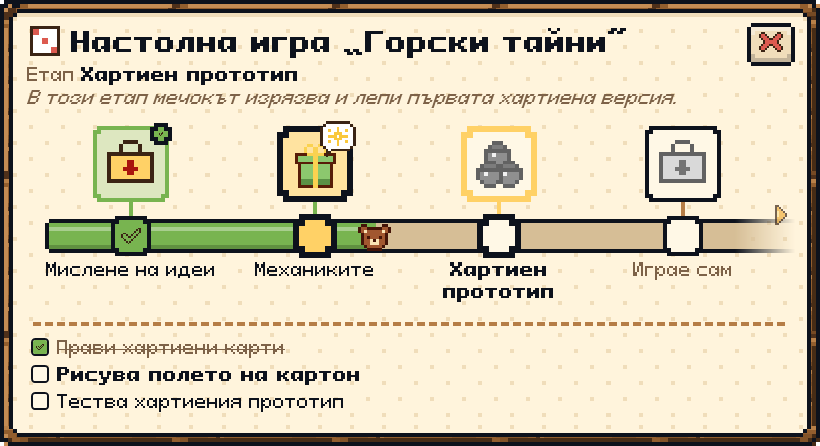 Настолна игра „Горски тайни“
Етап Хартиен прототип
В този етап мечокът изрязва и лепи първата хартиена версия.
Мислене на идеи
Механиките
Хартиен
прототип
Играе сам
Прави хартиени карти
Рисува полето на картон
Тества хартиения прототип